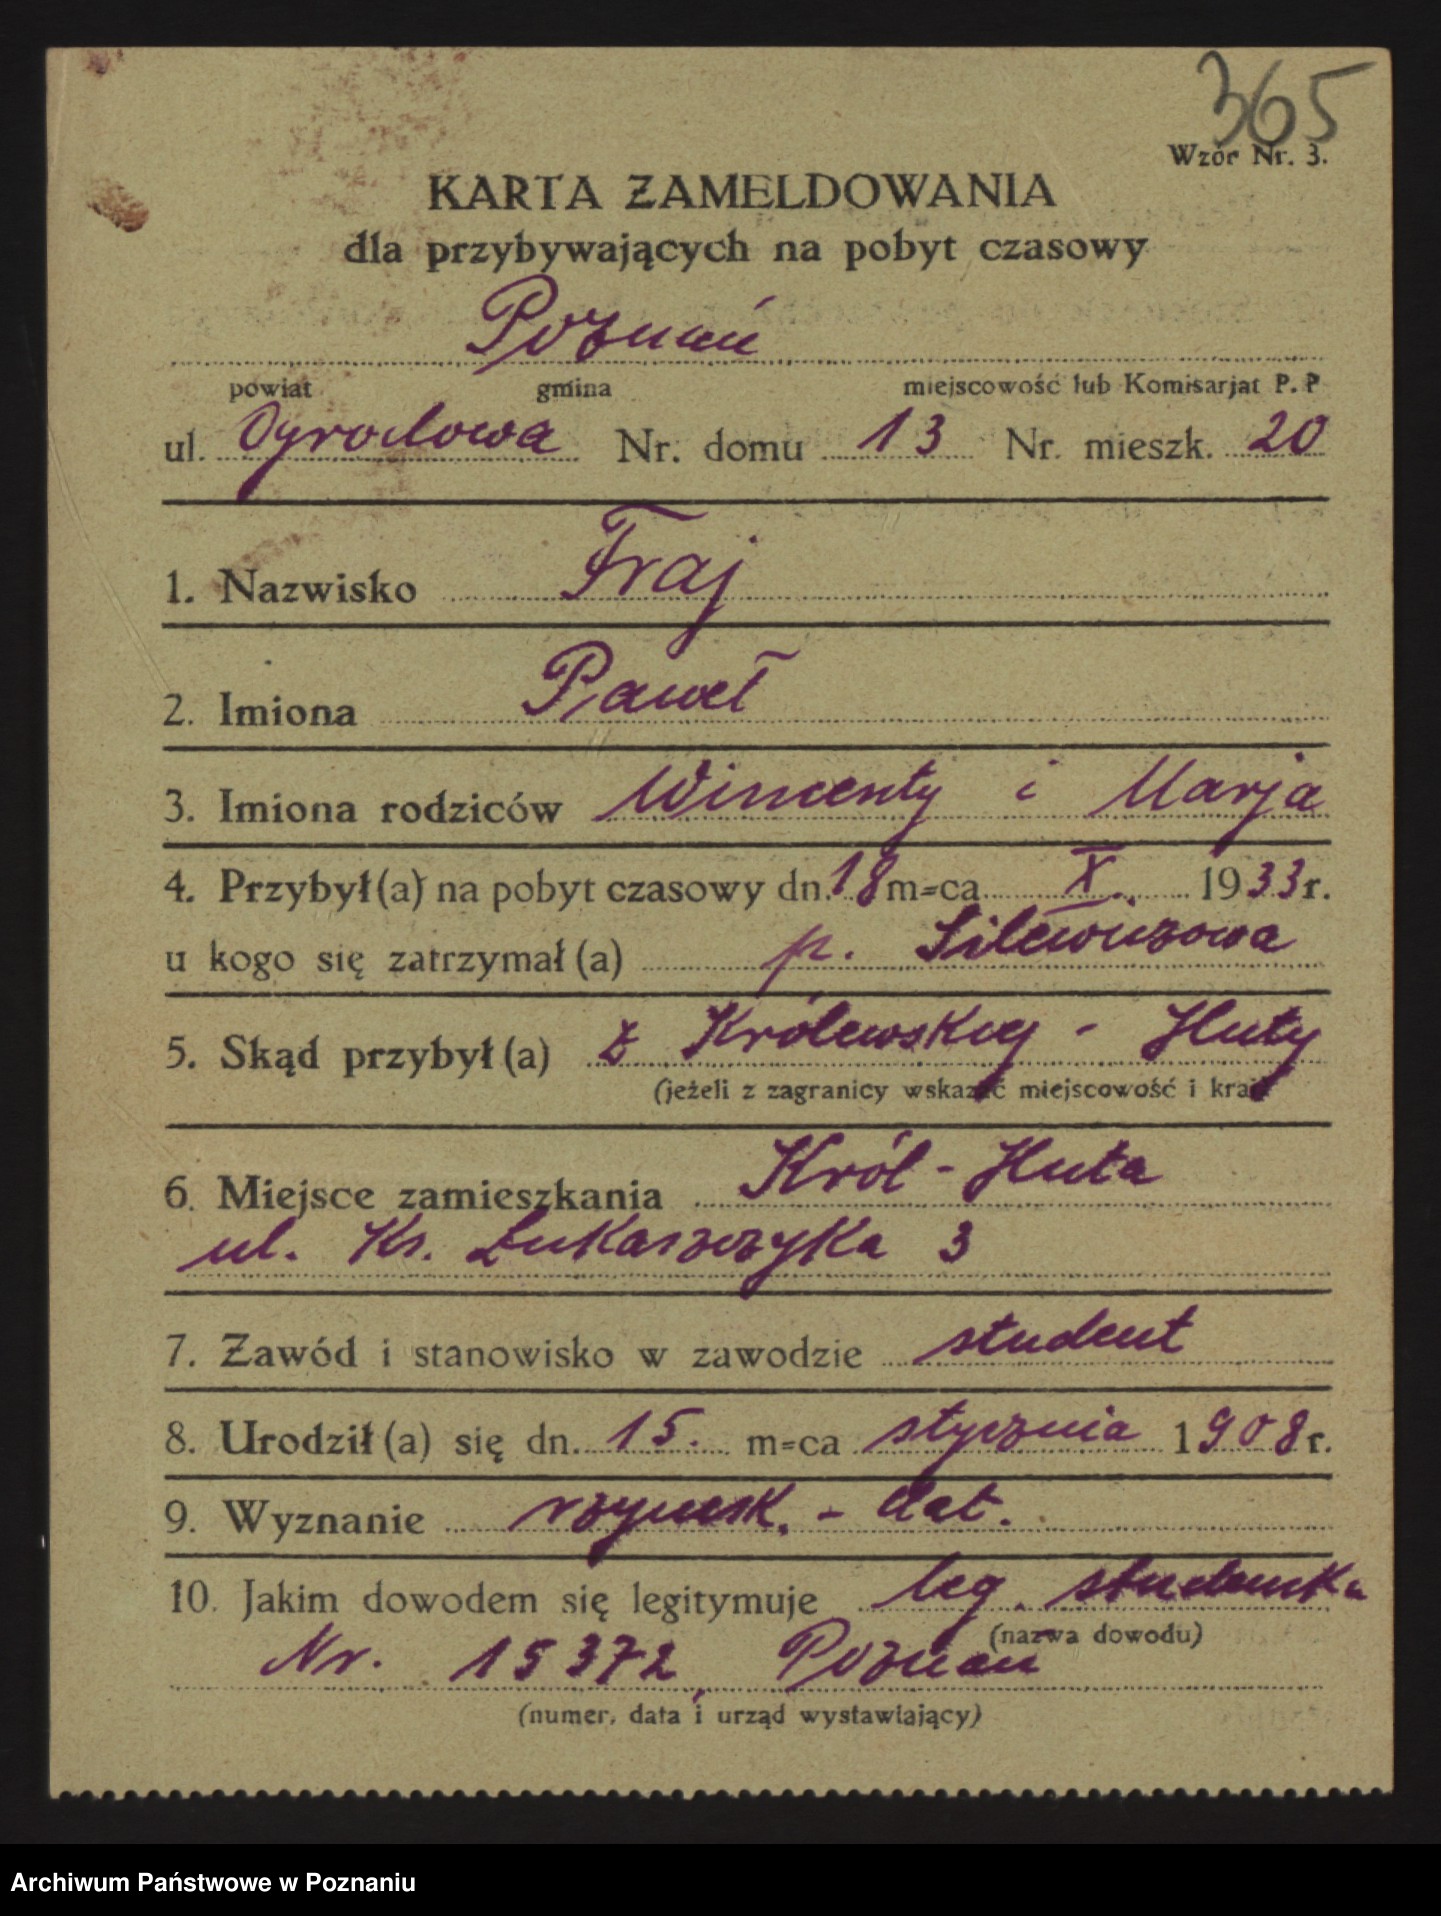 365
Wzór Nr. 3.
KARTA ZAMELDOWANIA
dla przybywających na pobyt czasowy
Poznań
powiat gmina miejscowość lub Komisarjat P. P
ul. Ogrodowa Nr. domu 13 Nr. mieszk. 20
1. Nazwisko Fraj
2. Imiona Paweł
3. Imiona rodziców Wincenty i Marja
4. Przybył (a) na pobyt czasowy dn. 18 m=ca X. 1933 r.
u kogo się zatrzymał (a) p.
5. Skąd przybył (a) z Królewskiej - Huty
(jeżeli z zagranicy wskazać miejscowość i kraj)
6. Miejsce zamieszkania Król - Huta
ul. Ks. Łukaszczyka 3
7. Zawód i stanowisko w zawodzie student
8. Urodził (a) się dn. 15. m=ca stycznia 1908 r.
9. Wyznanie rzymsk. -
10. Jakim dowodem się legitymuje leg.
(nazwa dowodu)
Nr. 15372, Poznań
(numer, data i urząd wystawiający)
Archiwum Państwowe w Poznaniu